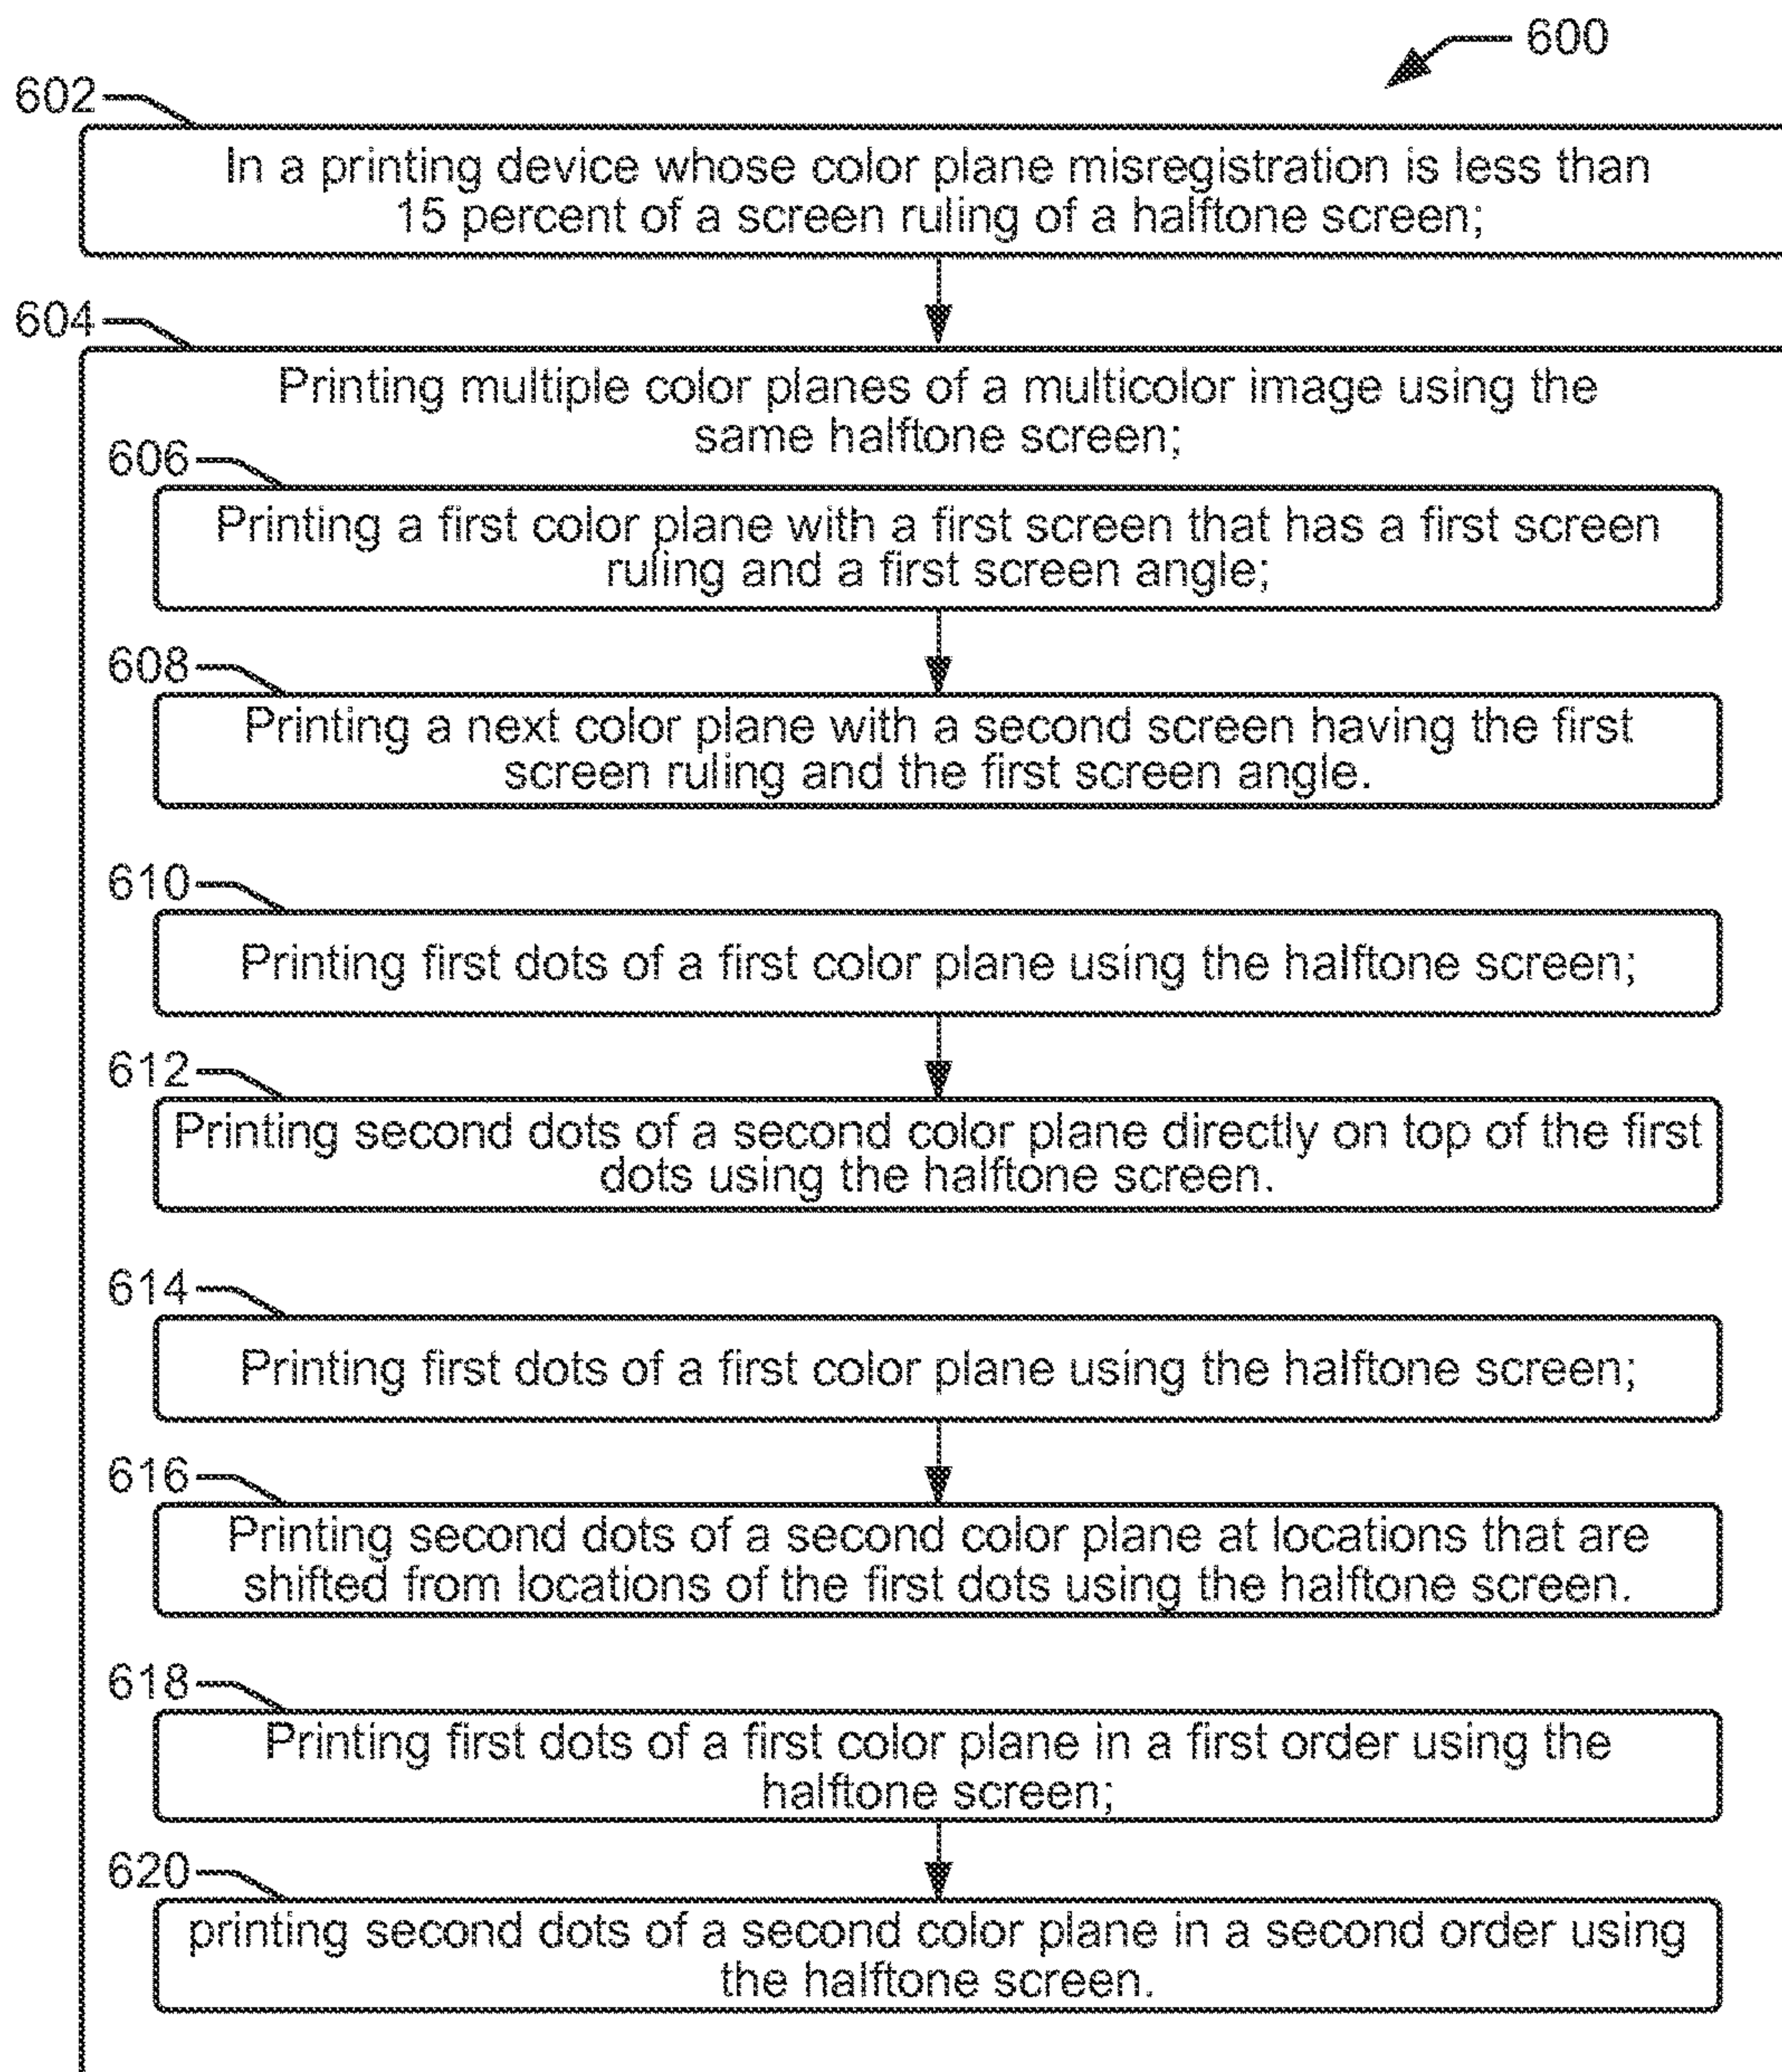 600
602
In a printing device whose color plane misregistration is less than
15 percent of a screen ruling of a halftone screen;
604
Printing multiple color planes of a multicolor image using the
same halftone screen;
606
Printing a first color plane with a first screen that has a first screen
ruling and a first screen angle;
608
Printing a next color plane with a second screen having the first
screen ruling and the first screen angle.
610
Printing first dots of a first color plane using the halftone screen;
612
Printing second dots of a second color plane directly on top of the first
dots using the halftone screen.
614
Printing first dots of a first color plane using the halftone screen;
616
Printing second dots of a second color plane at locations that are
shifted from locations of the first dots using the halftone screen.
618
Printing first dots of a first color plane in a first order using the
halftone screen;
620
printing second dots of a second color plane in a second order using
the halftone screen.